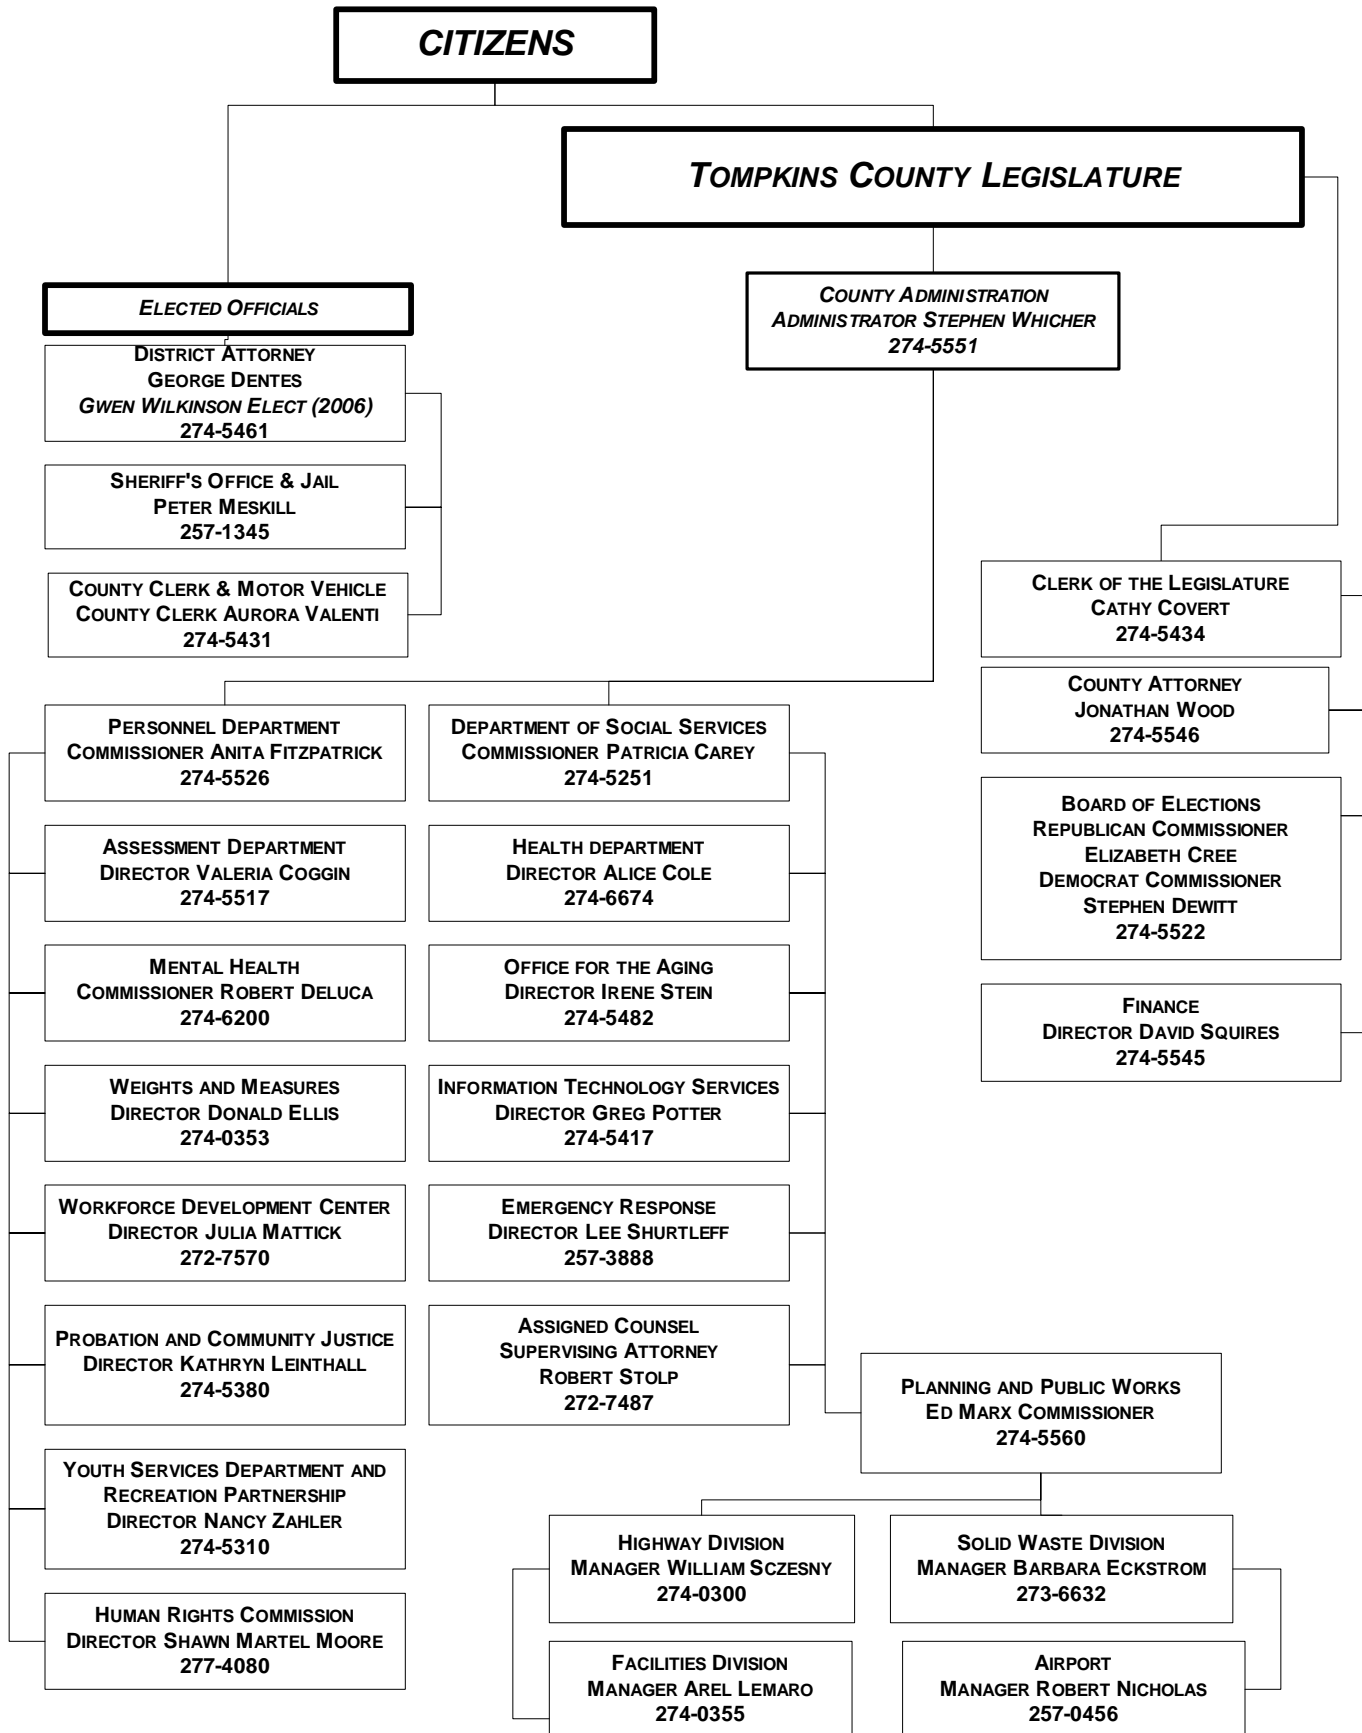 CITIZENS
TOMPKINS COUNTY LEGISLATURE
ELECTED OFFICIALS
DISTRICT ATTORNEY
GEORGE DENTES
GWEN WILKINSON ELECT (2006)
274-5461
SHERIFF'S OFFICE & JAIL
PETER MESKILL
257-1345
COUNTY CLERK & MOTOR VEHICLE
COUNTY CLERK AURORA VALENTI
274-5431
COUNTY ADMINISTRATION
ADMINISTRATOR STEPHEN WHICHER
274-5551
CLERK OF THE LEGISLATURE
CATHY COVERT
274-5434
COUNTY ATTORNEY
JONATHAN WOOD
274-5546
BOARD OF ELECTIONS
REPUBLICAN COMMISSIONER
ELIZABETH CREE
DEMOCRAT COMMISSIONER
STEPHEN DEWITT
274-5522
FINANCE
DIRECTOR DAVID SQUIRES
274-5545
PERSONNEL DEPARTMENT
COMMISSIONER ANITA FITZPATRICK
274-5526
ASSESSMENT DEPARTMENT
DIRECTOR VALERIA COGGIN
274-5517
MENTAL HEALTH
COMMISSIONER ROBERT DELUCA
274-6200
WEIGHTS AND MEASURES
DIRECTOR DONALD ELLIS
274-0353
WORKFORCE DEVELOPMENT CENTER
DIRECTOR JULIA MATTICK
272-7570
PROBATION AND COMMUNITY JUSTICE
DIRECTOR KATHRYN LEINTHALL
274-5380
YOUTH SERVICES DEPARTMENT AND
RECREATION PARTNERSHIP
DIRECTOR NANCY ZAHLER
274-5310
HUMAN RIGHTS COMMISSION
DIRECTOR SHAWN MARTEL MOORE
277-4080
DEPARTMENT OF SOCIAL SERVICES
COMMISSIONER PATRICIA CAREY
274-5251
HEALTH DEPARTMENT
DIRECTOR ALICE COLE
274-6674
OFFICE FOR THE AGING
DIRECTOR IRENE STEIN
274-5482
INFORMATION TECHNOLOGY SERVICES
DIRECTOR GREG POTTER
274-5417
EMERGENCY RESPONSE
DIRECTOR LEE SHURTLEFF
257-3888
ASSIGNED COUNSEL
SUPERVISING ATTORNEY
ROBERT STOLP
272-7487
PLANNING AND PUBLIC WORKS
ED MARX COMMISSIONER
274-5560
HIGHWAY DIVISION
MANAGER WILLIAM SCZESNY
274-0300
SOLID WASTE DIVISION
MANAGER BARBARA ECKSTROM
273-6632
FACILITIES DIVISION
MANAGER AREL LEMARO
274-0355
AIRPORT
MANAGER ROBERT NICHOLAS
257-0456